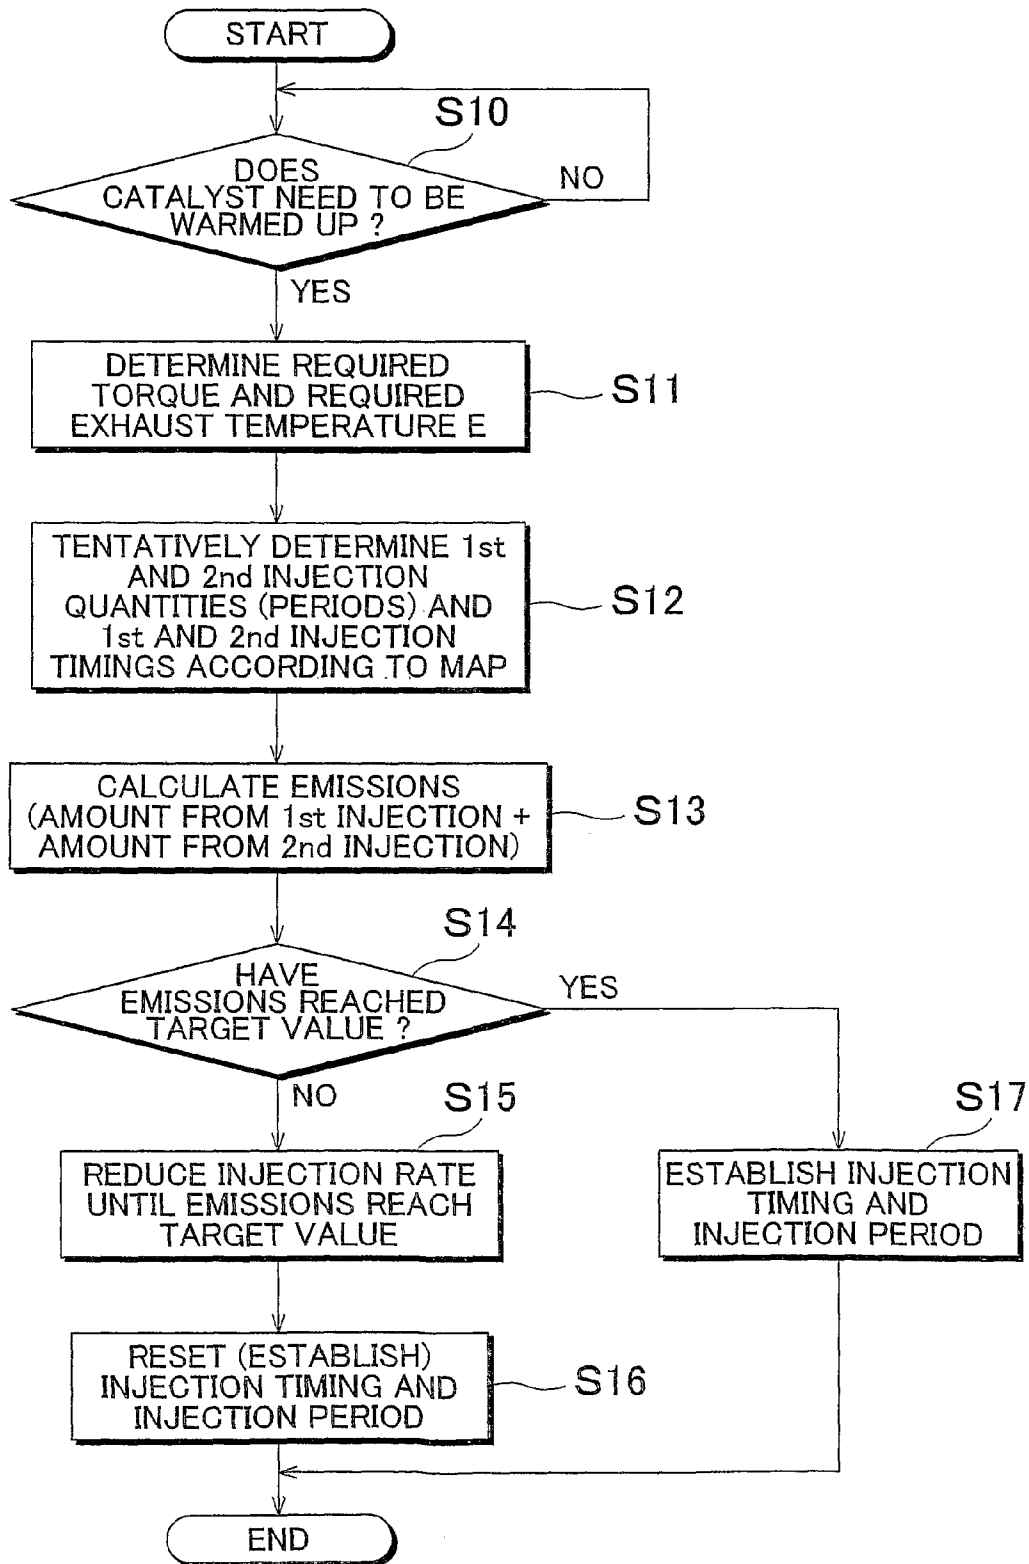 START
S10
DOES
CATALYST NEED TO BE
WARMED UP ?
NO
YES
DETERMINE REQUIRED
TORQUE AND REQUIRED
EXHAUST TEMPERATURE E
S11
TENTATIVELY DETERMINE 1st
AND 2nd INJECTION
QUANTITIES (PERIODS) AND
1st AND 2nd INJECTION
TIMINGS ACCORDING TO MAP
S12
CALCULATE EMISSIONS
(AMOUNT FROM 1st INJECTION +
AMOUNT FROM 2nd INJECTION)
S13
S14
HAVE
EMISSIONS REACHED
TARGET VALUE ?
YES
NO
S15
REDUCE INJECTION RATE
UNTIL EMISSIONS REACH
TARGET VALUE
S17
ESTABLISH INJECTION
TIMING AND
INJECTION PERIOD
RESET (ESTABLISH)
INJECTION TIMING AND
INJECTION PERIOD
S16
END